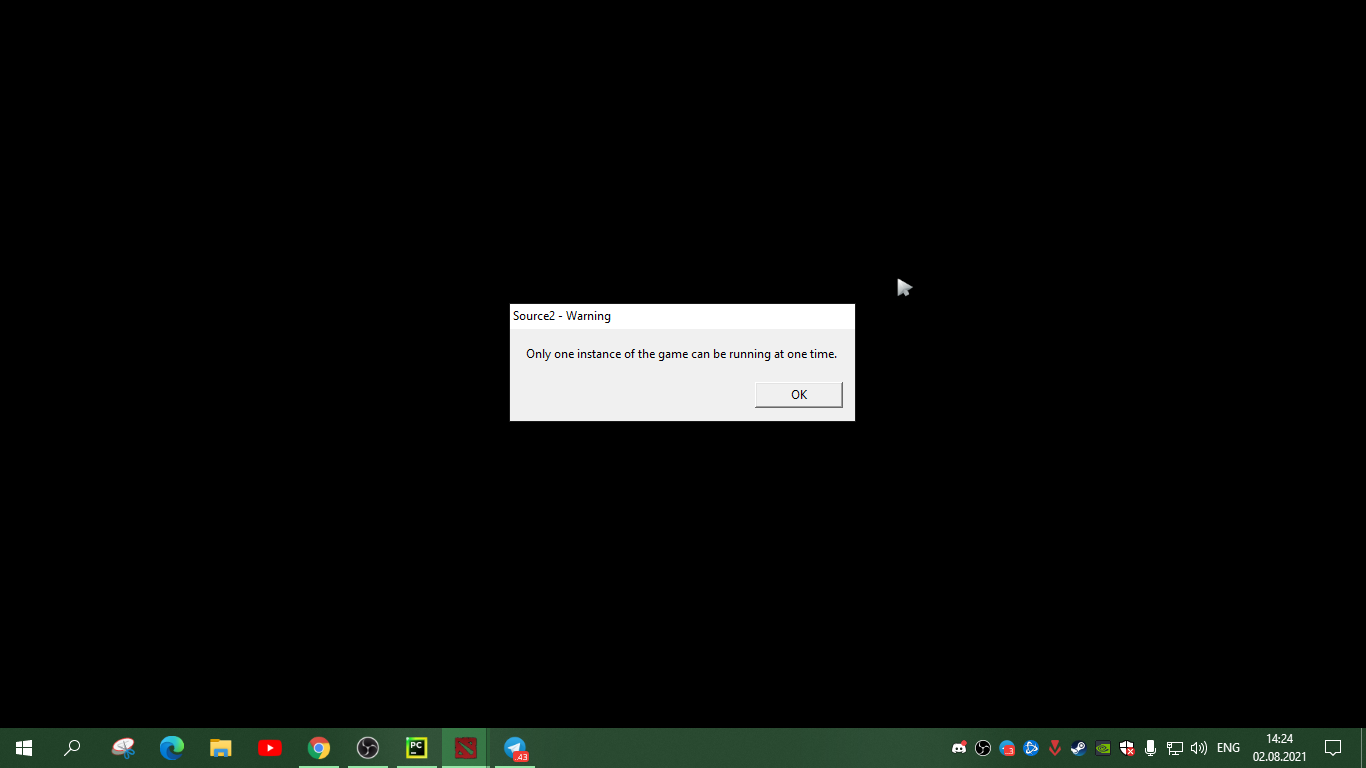 Source2 - Warning
Only one instance of the game can be running at one time.
OK
PC
.43
..3
ENG
14:24
02.08.2021